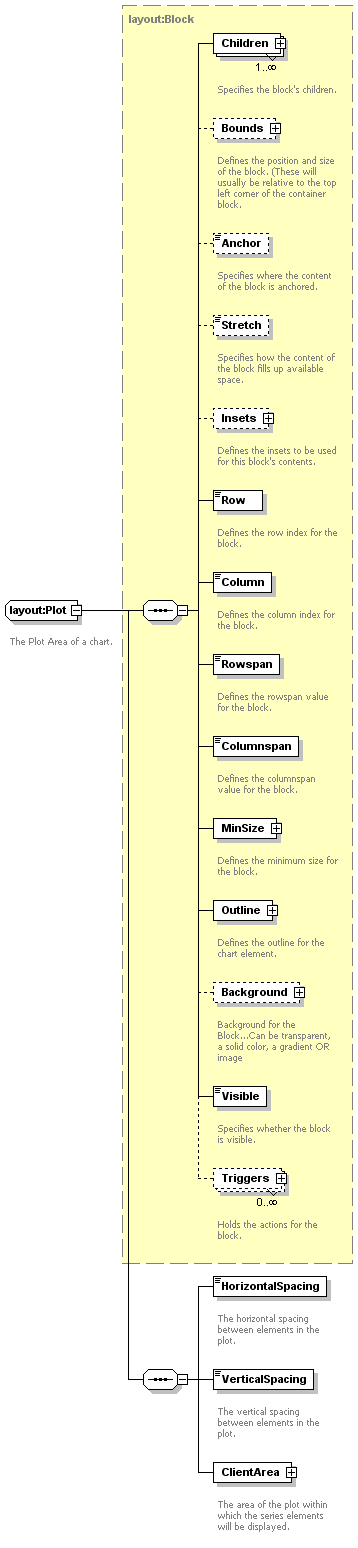 layout:Block
Children
1..∞
Specifies the block's children.
Bounds
Defines the position and size
of the block. (These will
usually be relative to the top
left corner of the container
block.
Anchor
Specifies where the content
of the block is anchored.
Stretch
Specifies how the content of
the block fills up available
space.
Insets
Defines the insets to be used
for this block's contents.
Row
Defines the row index for the
block.
Column
Defines the column index for
the block.
layout:Plot
The Plot Area of a chart.
Rowspan
Defines the rowspan value
for the block.
Columnspan
Defines the columnspan
value for the block.
MinSize
Defines the minimum size for
the block.
Outline
Defines the outline for the
chart element.
Background
Background for the
Block...Can be transparent,
a solid color, a gradient OR
image
Visible
Specifies whether the block
is visible.
Triggers
0..∞
Holds the actions for the
block.
HorizontalSpacing
The horizontal spacing
between elements in the
plot.
VerticalSpacing
The vertical spacing
between elements in the
plot.
ClientArea
The area of the plot within
which the series elements
will be displayed.